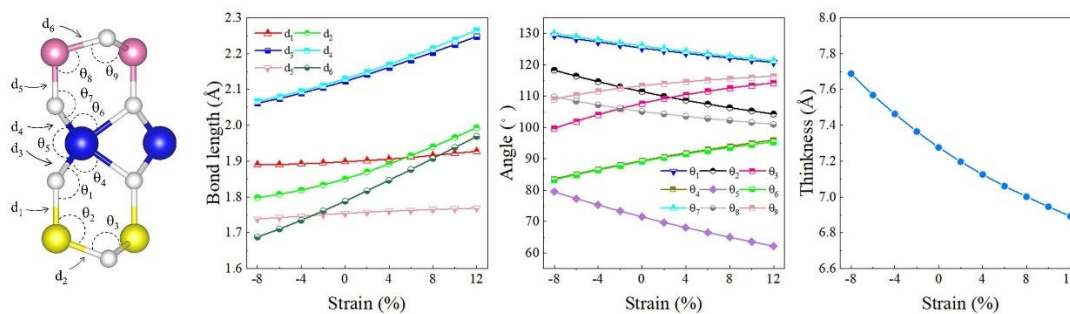 d₆
θ₈
θ₉
d₅
θ₇
θ₆
d₄
θ₅
d₃
θ₄
θ₁
d₁
θ₂
θ₃
d₂
Bond length (Å)
2.3
2.2
2.1
2.0
1.9
1.8
1.7
1.6
d₁ d₂
d₃ d₄
d₅ d₆
-8 -4 0 4 8 12
Strain (%)
Angle (°)
130
120
110
100
90
80
70
60
θ₁ θ₂ θ₃
θ₄ θ₅ θ₆
θ₇ θ₈ θ₉
-8 -4 0 4 8 12
Strain (%)
Thinkness (Å)
8.0
7.8
7.6
7.4
7.2
7.0
6.8
6.6
-8 -4 0 4 8 12
Strain (%)